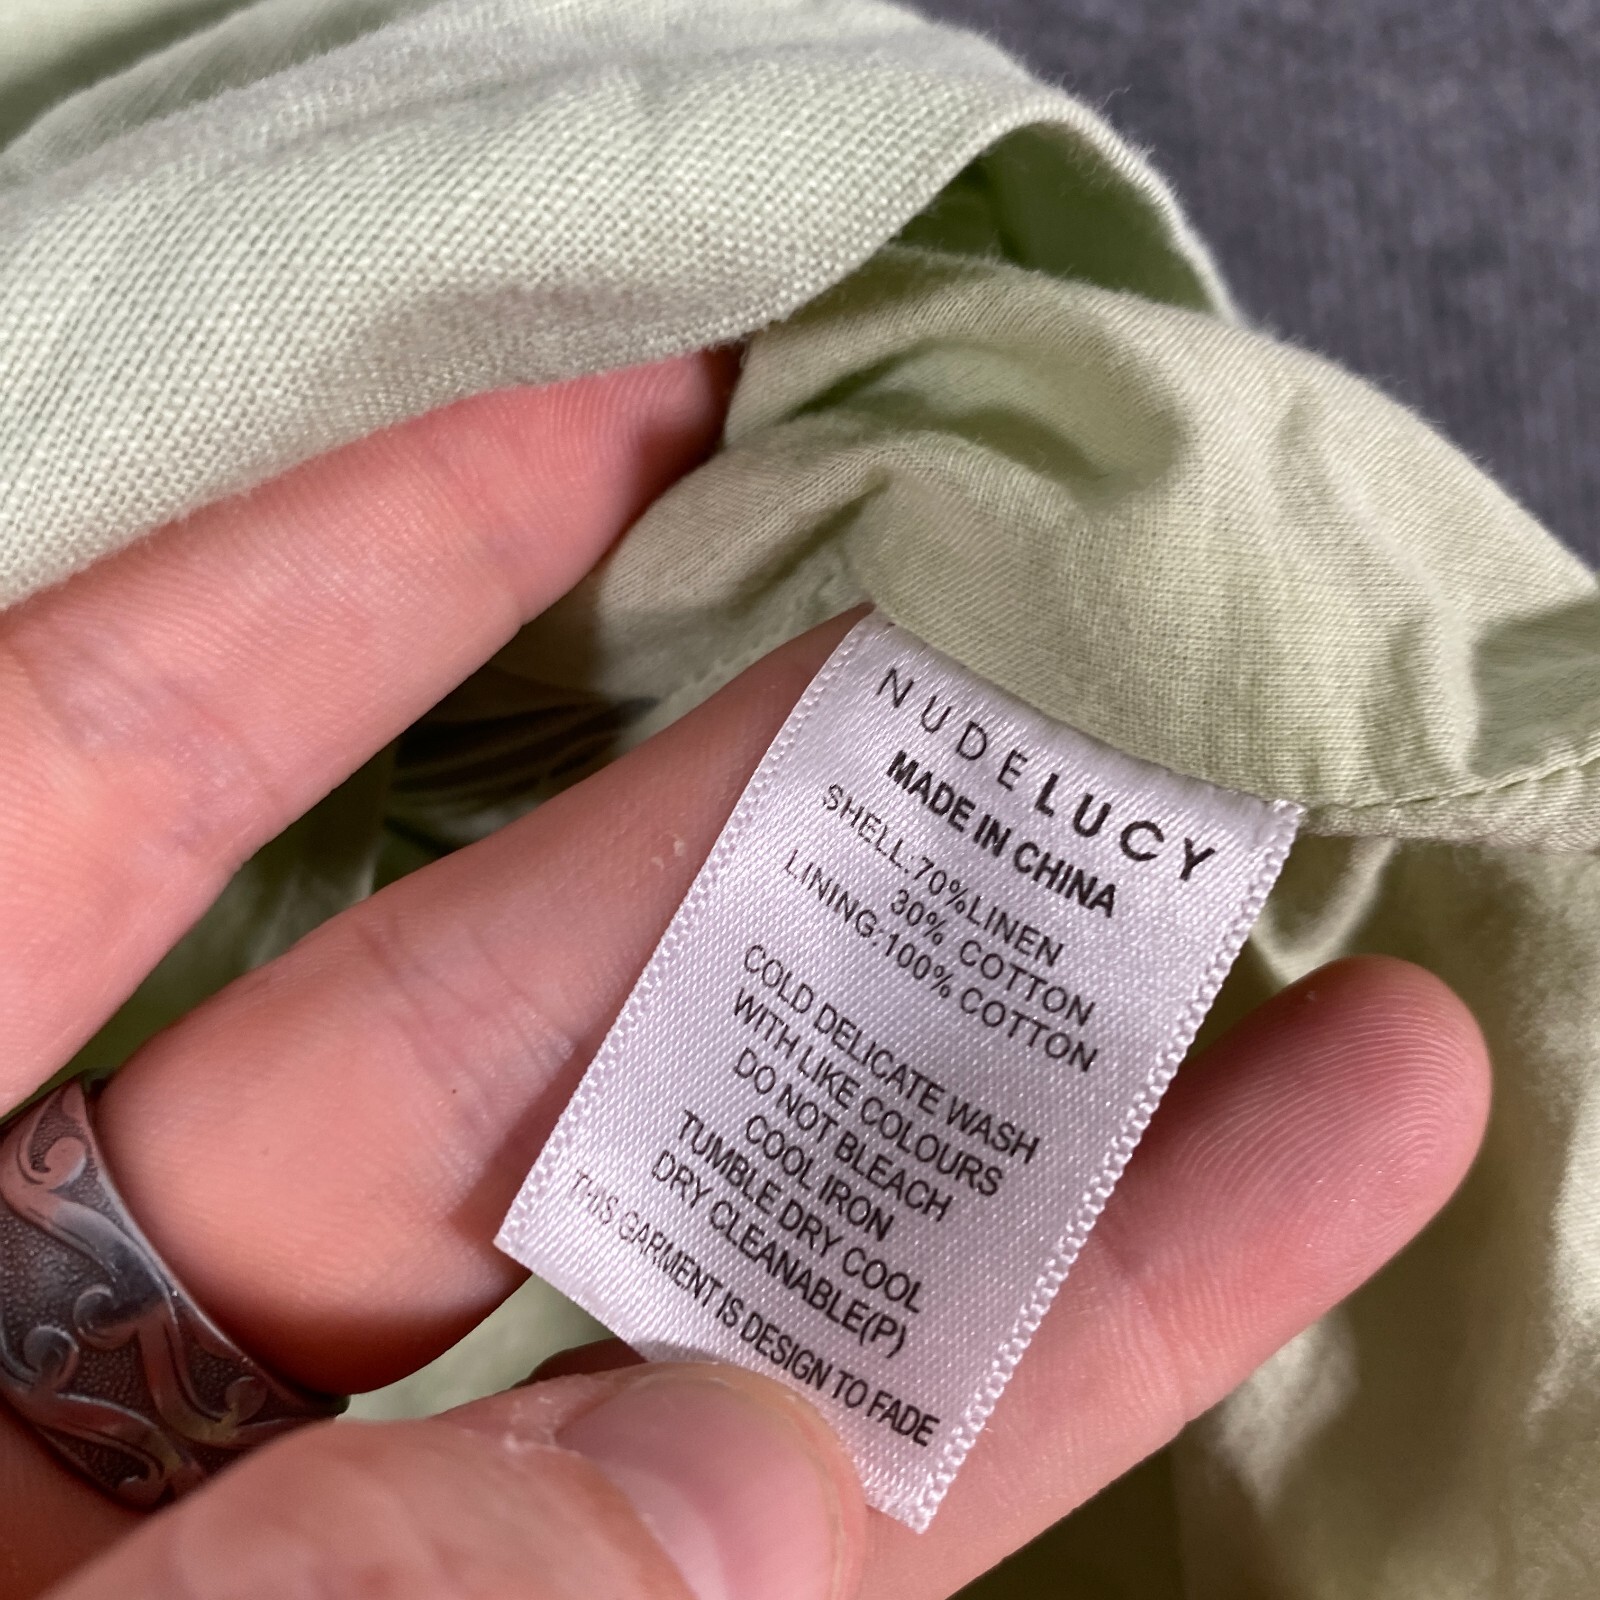 NUDELUCY
MADE IN CHINA
SHELL:70%LINEN
30% COTTON
LINING:100% COTTON
COLD DELICATE WASH
WITH LIKE COLOURS
DO NOT BLEACH
COOL IRON
TUMBLE DRY COOL
DRY CLEANABLE(P)
THIS GARMENT IS DESIGN TO FADE